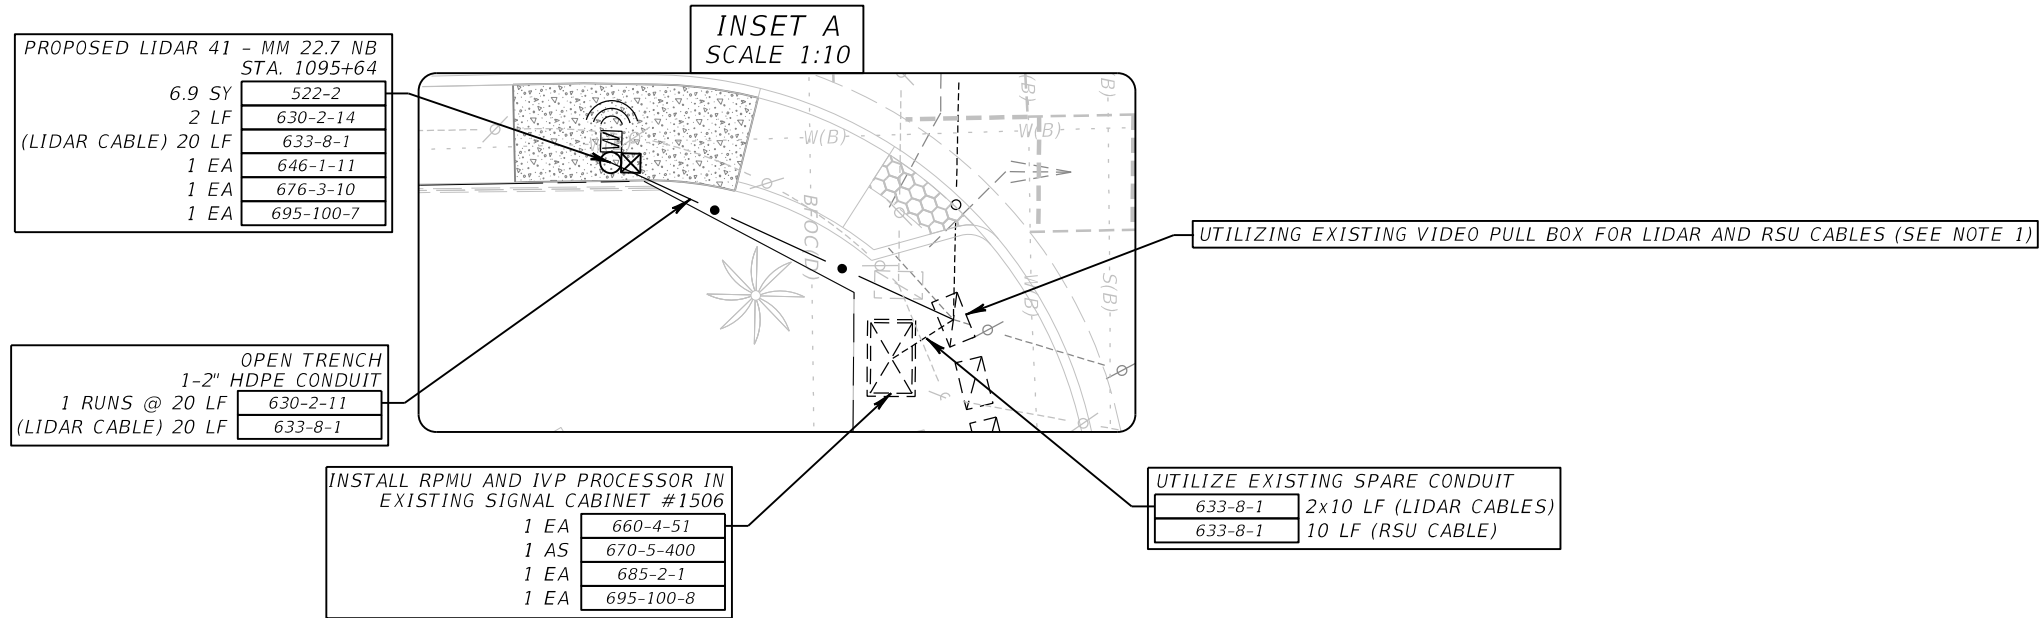 INSET A
SCALE 1:10
PROPOSED LIDAR 41 - MM 22.7 NB
STA. 1095+64
6.9 SY 522-2
2 LF 630-2-14
(LIDAR CABLE) 20 LF 633-8-1
1 EA 646-1-11
1 EA 676-3-10
1 EA 695-100-7
W(B)
W(B)
(B)
B)
BFOC(D)
W(B)
S(B)
UTILIZING EXISTING VIDEO PULL BOX FOR LIDAR AND RSU CABLES (SEE NOTE 1)
OPEN TRENCH
1-2" HDPE CONDUIT
1 RUNS @ 20 LF 630-2-11
(LIDAR CABLE) 20 LF 633-8-1
INSTALL RPMU AND IVP PROCESSOR IN
EXISTING SIGNAL CABINET #1506
1 EA 660-4-51
1 AS 670-5-400
1 EA 685-2-1
1 EA 695-100-8
UTILIZE EXISTING SPARE CONDUIT
633-8-1 2x10 LF (LIDAR CABLES)
633-8-1 10 LF (RSU CABLE)